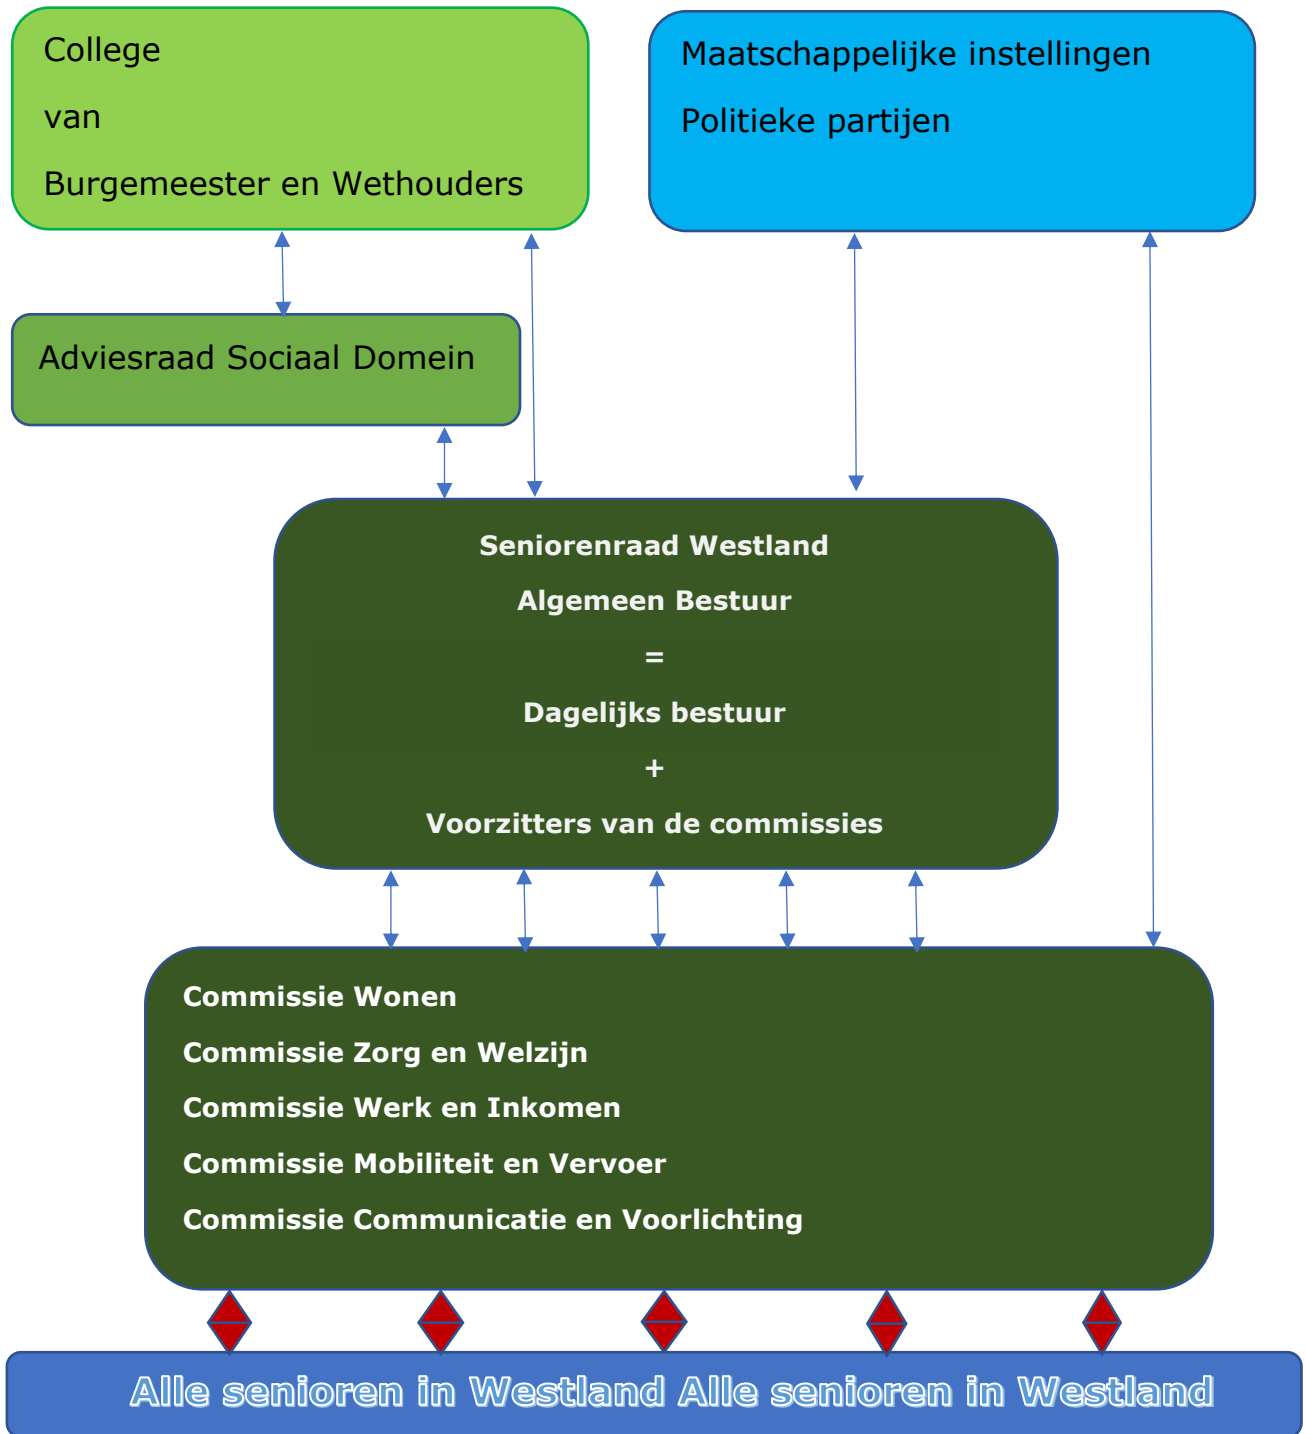 College
van
Burgemeester en Wethouders
Maatschappelijke instellingen
Politieke partijen
Adviesraad Sociaal Domein
Seniorenraad Westland
Algemeen Bestuur
=
Dagelijks bestuur
+
Voorzitters van de commissies
Commissie Wonen
Commissie Zorg en Welzijn
Commissie Werk en Inkomen
Commissie Mobiliteit en Vervoer
Commissie Communicatie en Voorlichting
Alle senioren in Westland Alle senioren in Westland